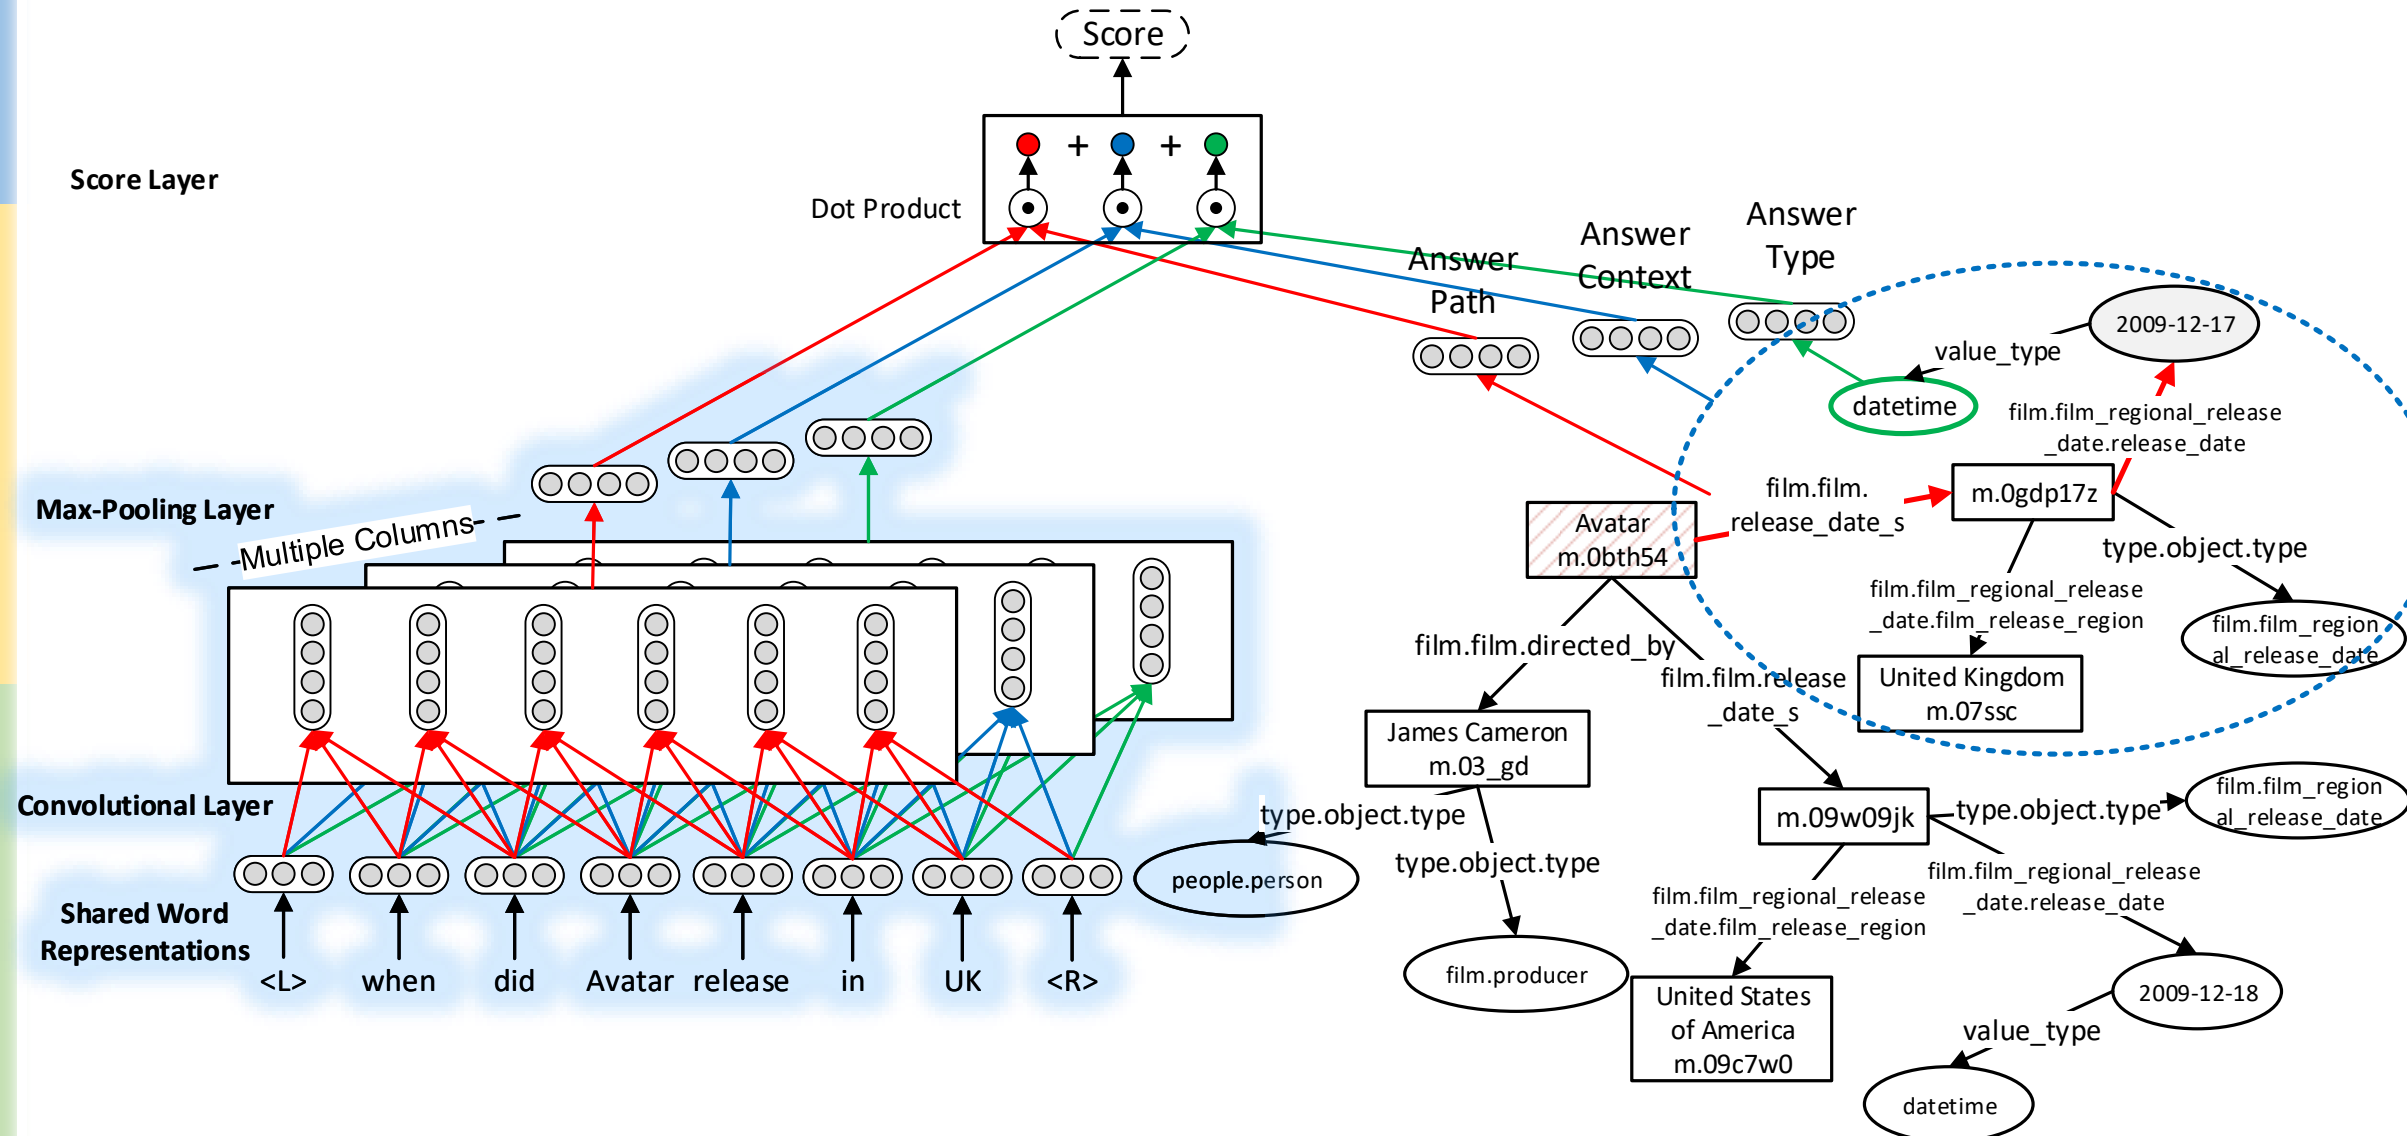 Score
+ +
Score Layer
Dot Product
Answer
Path
Answer
Context
Answer
Type
2009-12-17
value_type
datetime
film.film_regional_release
_date.release_date
Max-Pooling Layer
Multiple Columns
film.film.
release_date_s
m.0gdp17z
Avatar
m.0bth54
type.object.type
film.film_regional_release
_date.film_release_region
film.film_region
al_release_date
film.film.directed_by
film.film.release
_date_s
United Kingdom
m.07ssc
James Cameron
m.03_gd
Convolutional Layer
type.object.type
people.person
type.object.type
m.09w09jk
type.object.type
film.film_region
al_release_date
film.film_regional_release
_date.film_release_region
film.film_regional_release
_date.release_date
Shared Word
Representations
<L> when did Avatar release in UK <R>
film.producer
United States
of America
m.09c7w0
2009-12-18
value_type
datetime